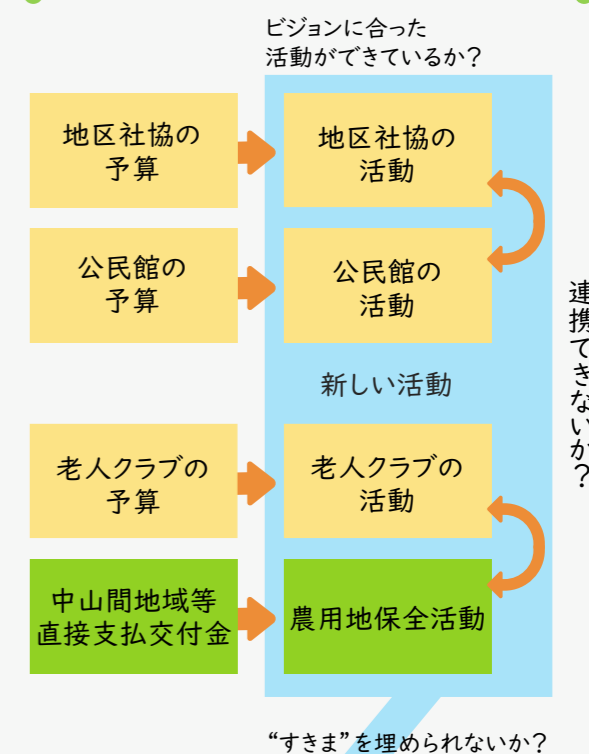 ビジョンに合った
活動ができているか？
地区社協の
予算
地区社協の
活動
公民館の
予算
公民館の
活動
新しい活動
連携できないか？
老人クラブの
予算
老人クラブの
活動
中山間地域等
直接支払交付金
農用地保全活動
“すきま”を埋められないか？